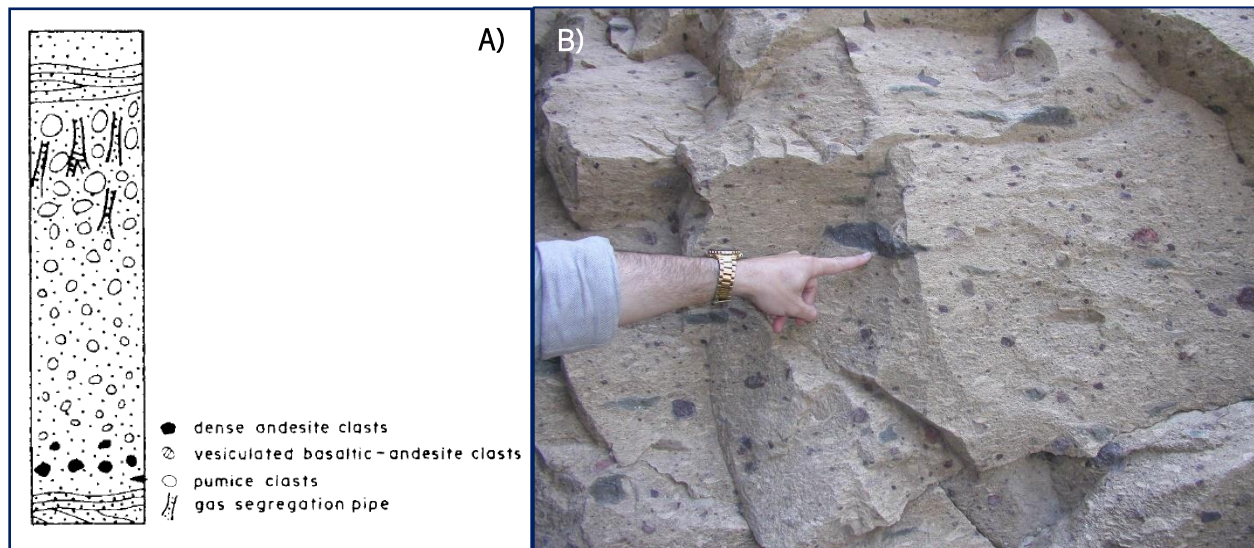 A)
B)
dense andesite clasts
vesiculated basaltic-andesite clasts
pumice clasts
gas segregation pipe